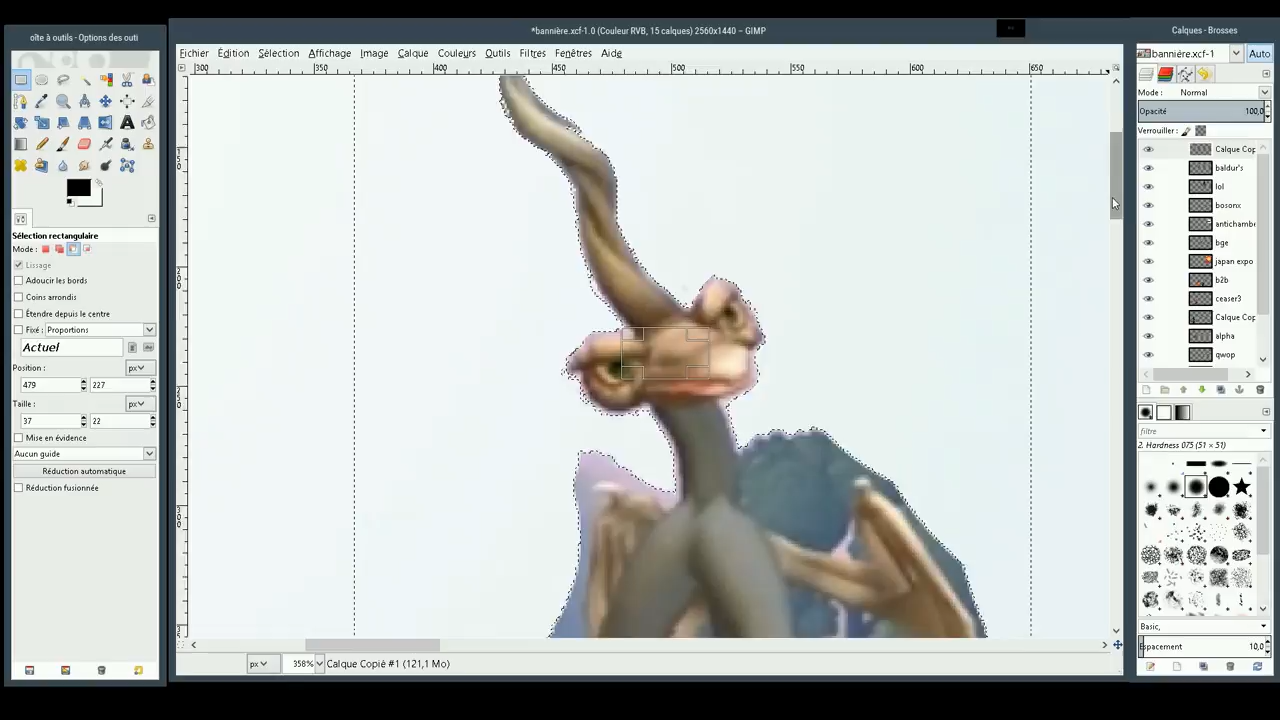 oîte à outils - Options des outi
*bannière.xcf-1.0 (Couleur RVB, 15 calques) 2560x1440 – GIMP
Calques - Brosses
Fichier Édition Sélection Affichage Image Calque Couleurs Outils Filtres Fenêtres Aide
bannière.xcf-1
Auto
300 350 400 450 500 550 600 650
Mode : Normal
Opacité 100,0
Verrouiller :
Calque Cop
baldur's
lol
bosonx
antichambre
bge
japan expo
b2b
ceaser3
Calque Cop
alpha
qwop
Sélection rectangulaire
Mode :
Lissage
Adoucir les bords
Coins arrondis
Étendre depuis le centre
Fixé : Proportions
Actuel
Position : px
479 227
Taille : px
37 22
Mise en évidence
Aucun guide
Réduction automatique
Réduction fusionnée
filtre
2. Hardness 075 (51 × 51)
Basic,
Espacement 10,0
px 358% Calque Copié #1 (121,1 Mo)